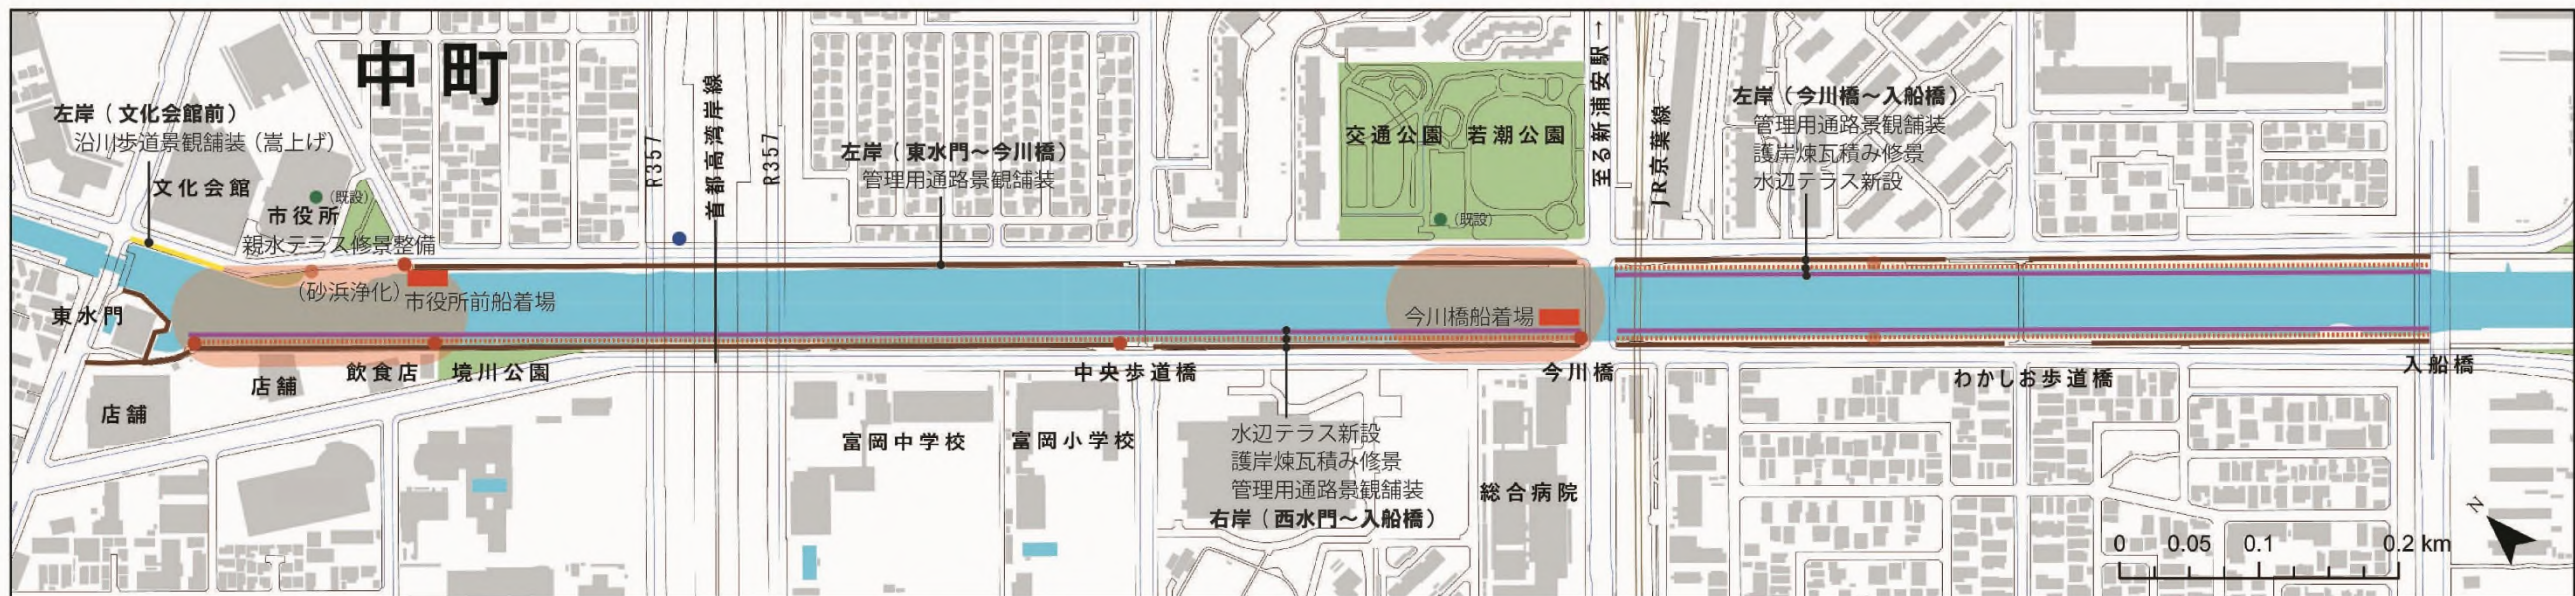 中町
左岸（文化会館前）
沿川歩道景観舗装（嵩上げ）
文化会館
（既設）
市役所
親水テラス修景整備
（砂浜浄化）
市役所前船着場
東水門
店舗
店舗
飲食店
境川公園
R357
首都高湾岸線
R357
左岸（東水門～今川橋）
管理用通路景観舗装
富岡中学校
富岡小学校
中央歩道橋
水辺テラス新設
護岸煉瓦積み修景
管理用通路景観舗装
右岸（西水門～入船橋）
交通公園
若潮公園
（既設）
今川橋船着場
今川橋
総合病院
至る新浦安駅→
JR京葉線
左岸（今川橋～入船橋）
管理用通路景観舗装
護岸煉瓦積み修景
水辺テラス新設
わかしお歩道橋
入船橋
N
0 0.05 0.1 0.2 km